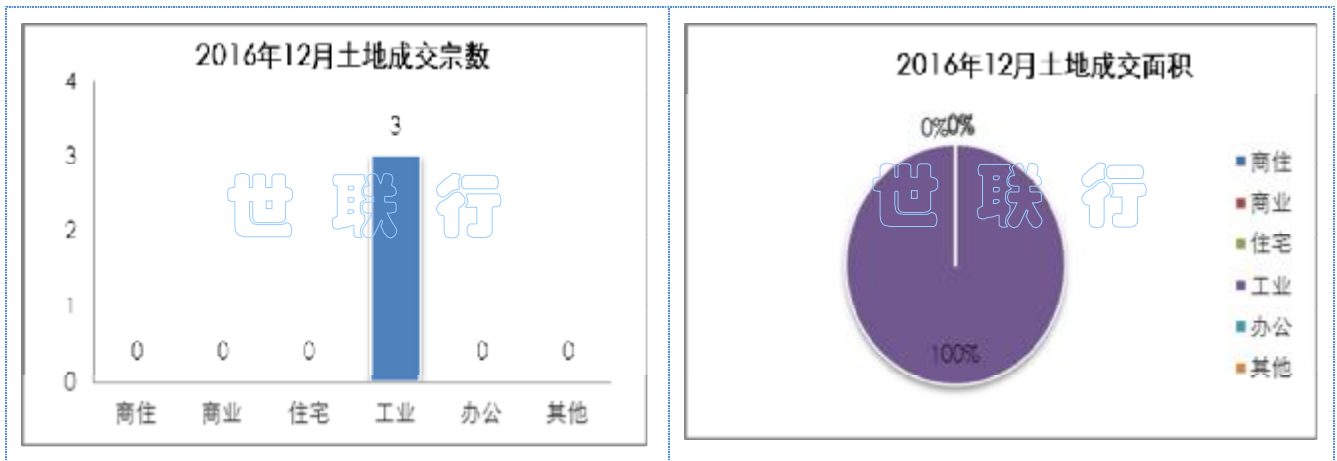 2016年12月土地成交宗数
4
3
2
1
0
0
0
0
3
0
0
商住
商业
住宅
工业
办公
其他
世联行
2016年12月土地成交面积
0%0%
100%
商住
商业
住宅
工业
办公
其他
世联行